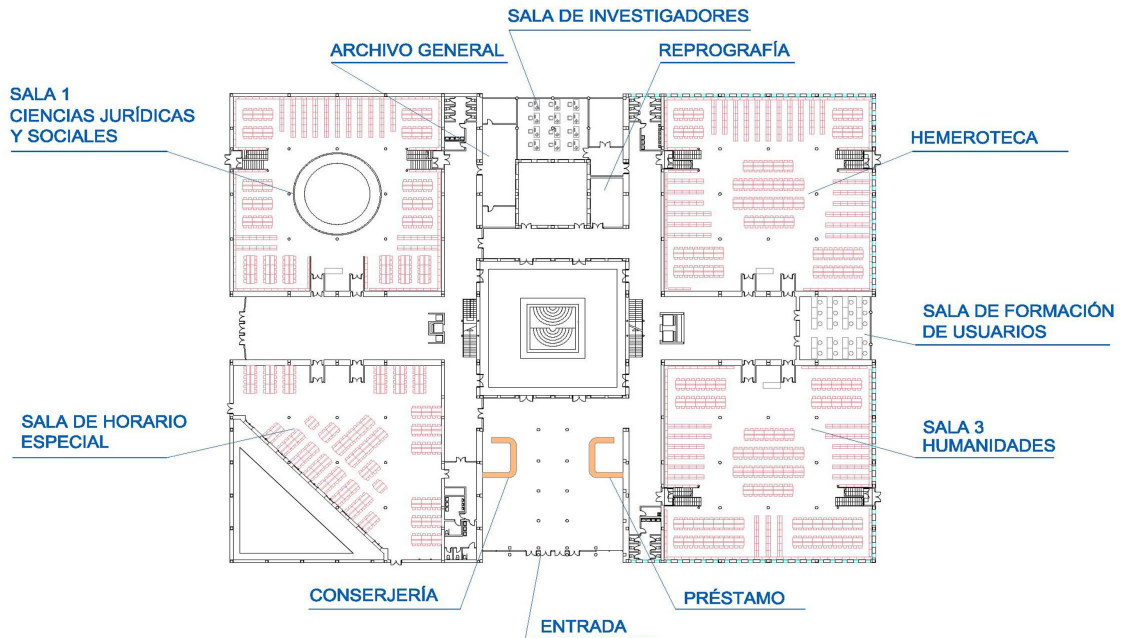 SALA DE INVESTIGADORES
ARCHIVO GENERAL
REPROGRAFÍA
SALA 1
CIENCIAS JURÍDICAS
Y SOCIALES
HEMEROTECA
SALA DE FORMACIÓN
DE USUARIOS
SALA DE HORARIO
ESPECIAL
SALA 3
HUMANIDADES
CONSERJERÍA
PRÉSTAMO
ENTRADA